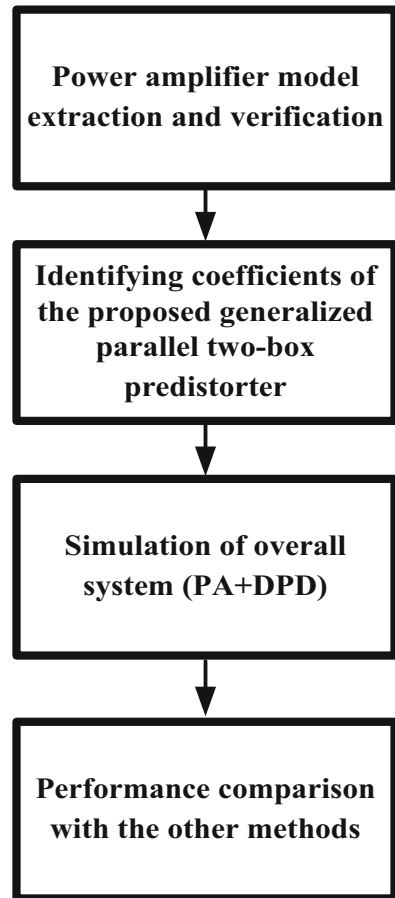 Power amplifier model
extraction and verification
Identifying coefficients of
the proposed generalized
parallel two-box
predistorter
Simulation of overall
system (PA+DPD)
Performance comparison
with the other methods